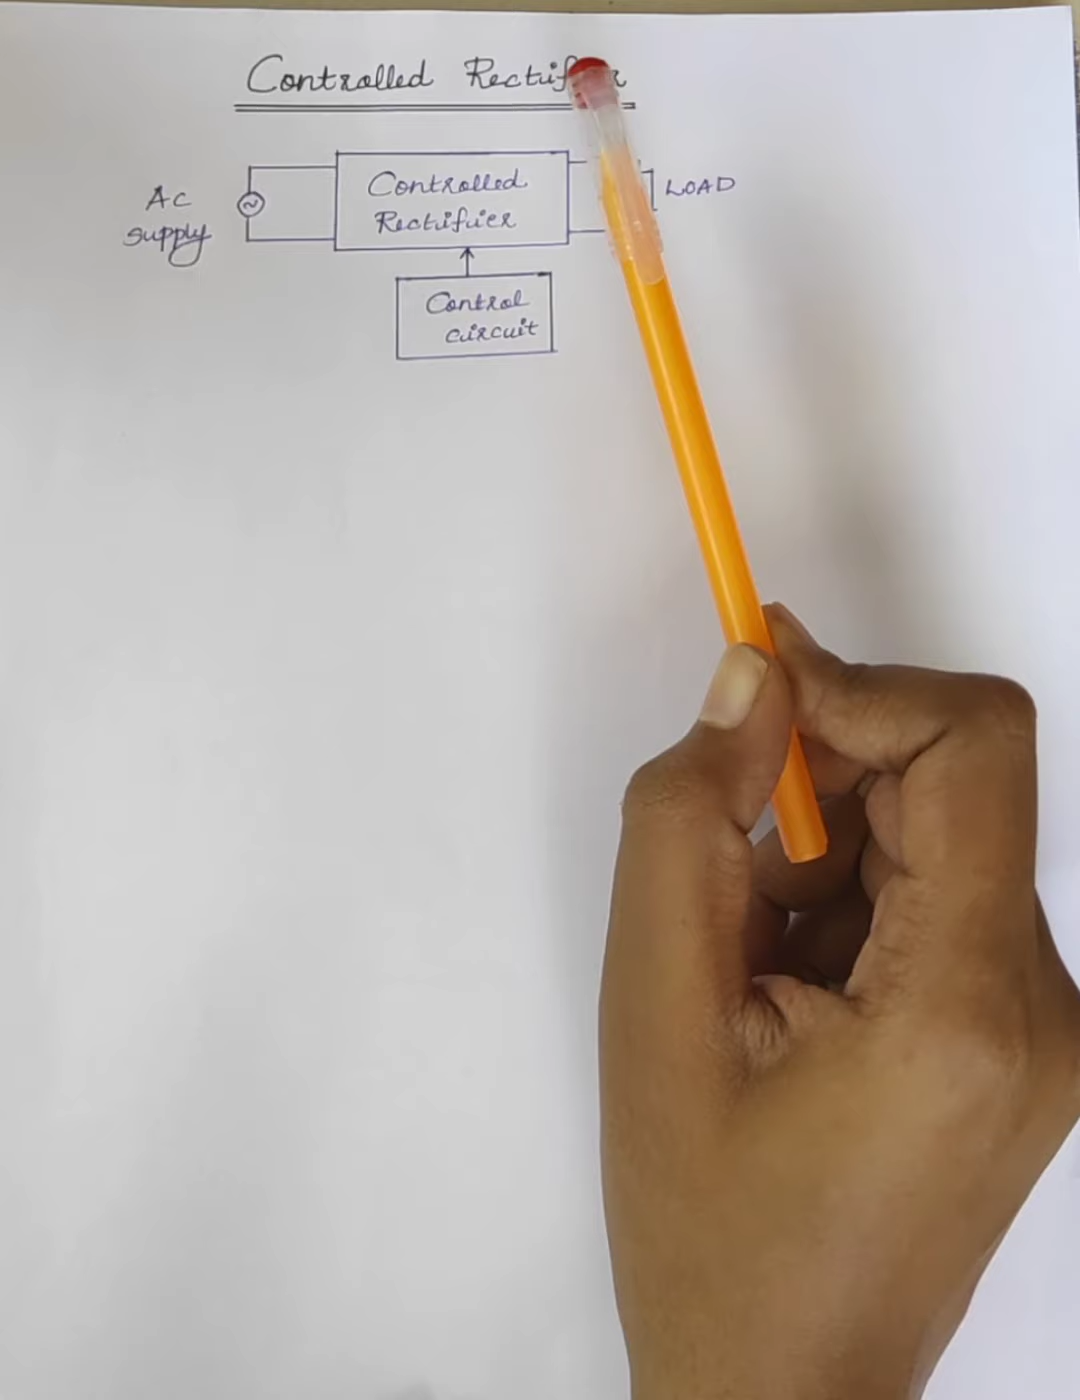 Controlled
AC
supply
Controlled
Rectifier
LOAD
Control
circuit